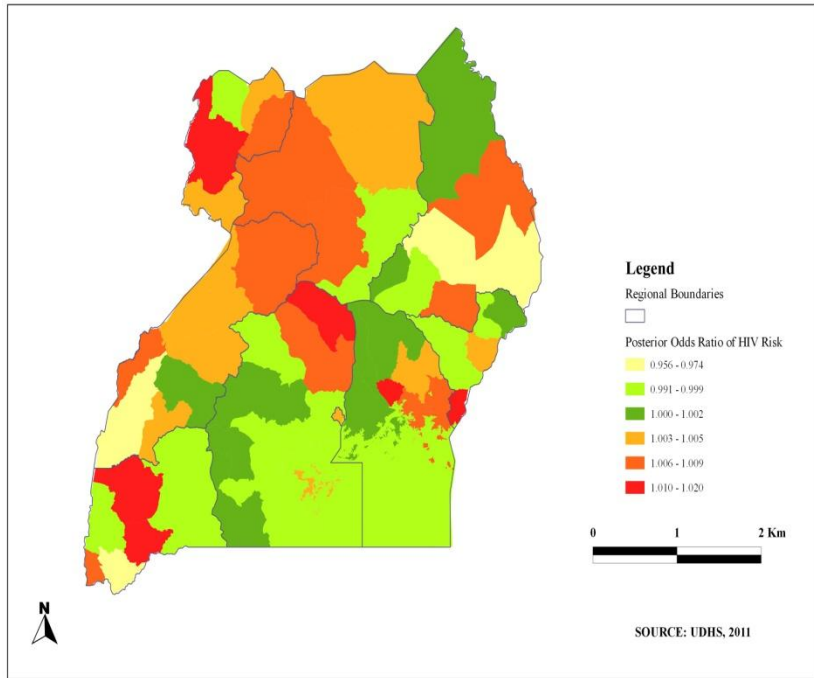 Legend
Regional Boundaries
Posterior Odds Ratio of HIV Risk
0.956 - 0.974
0.991 - 0.999
1.000 - 1.002
1.003 - 1.005
1.006 - 1.009
1.010 - 1.020
0 1 2 Km
N
SOURCE: UDHS, 2011